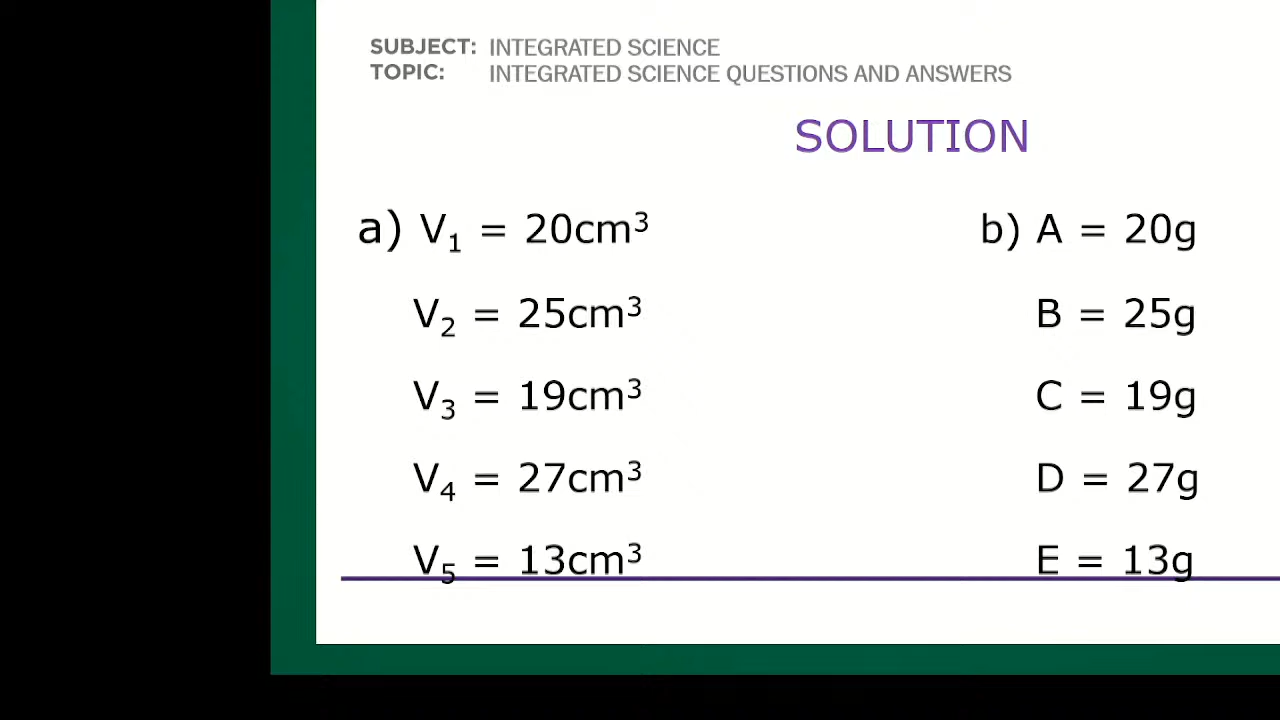 SUBJECT: INTEGRATED SCIENCE
TOPIC: INTEGRATED SCIENCE QUESTIONS AND ANSWERS
SOLUTION
a) V₁ = 20cm³
V₂ = 25cm³
V₃ = 19cm³
V₄ = 27cm³
V₅ = 13cm³
b) A = 20g
B = 25g
C = 19g
D = 27g
E = 13g